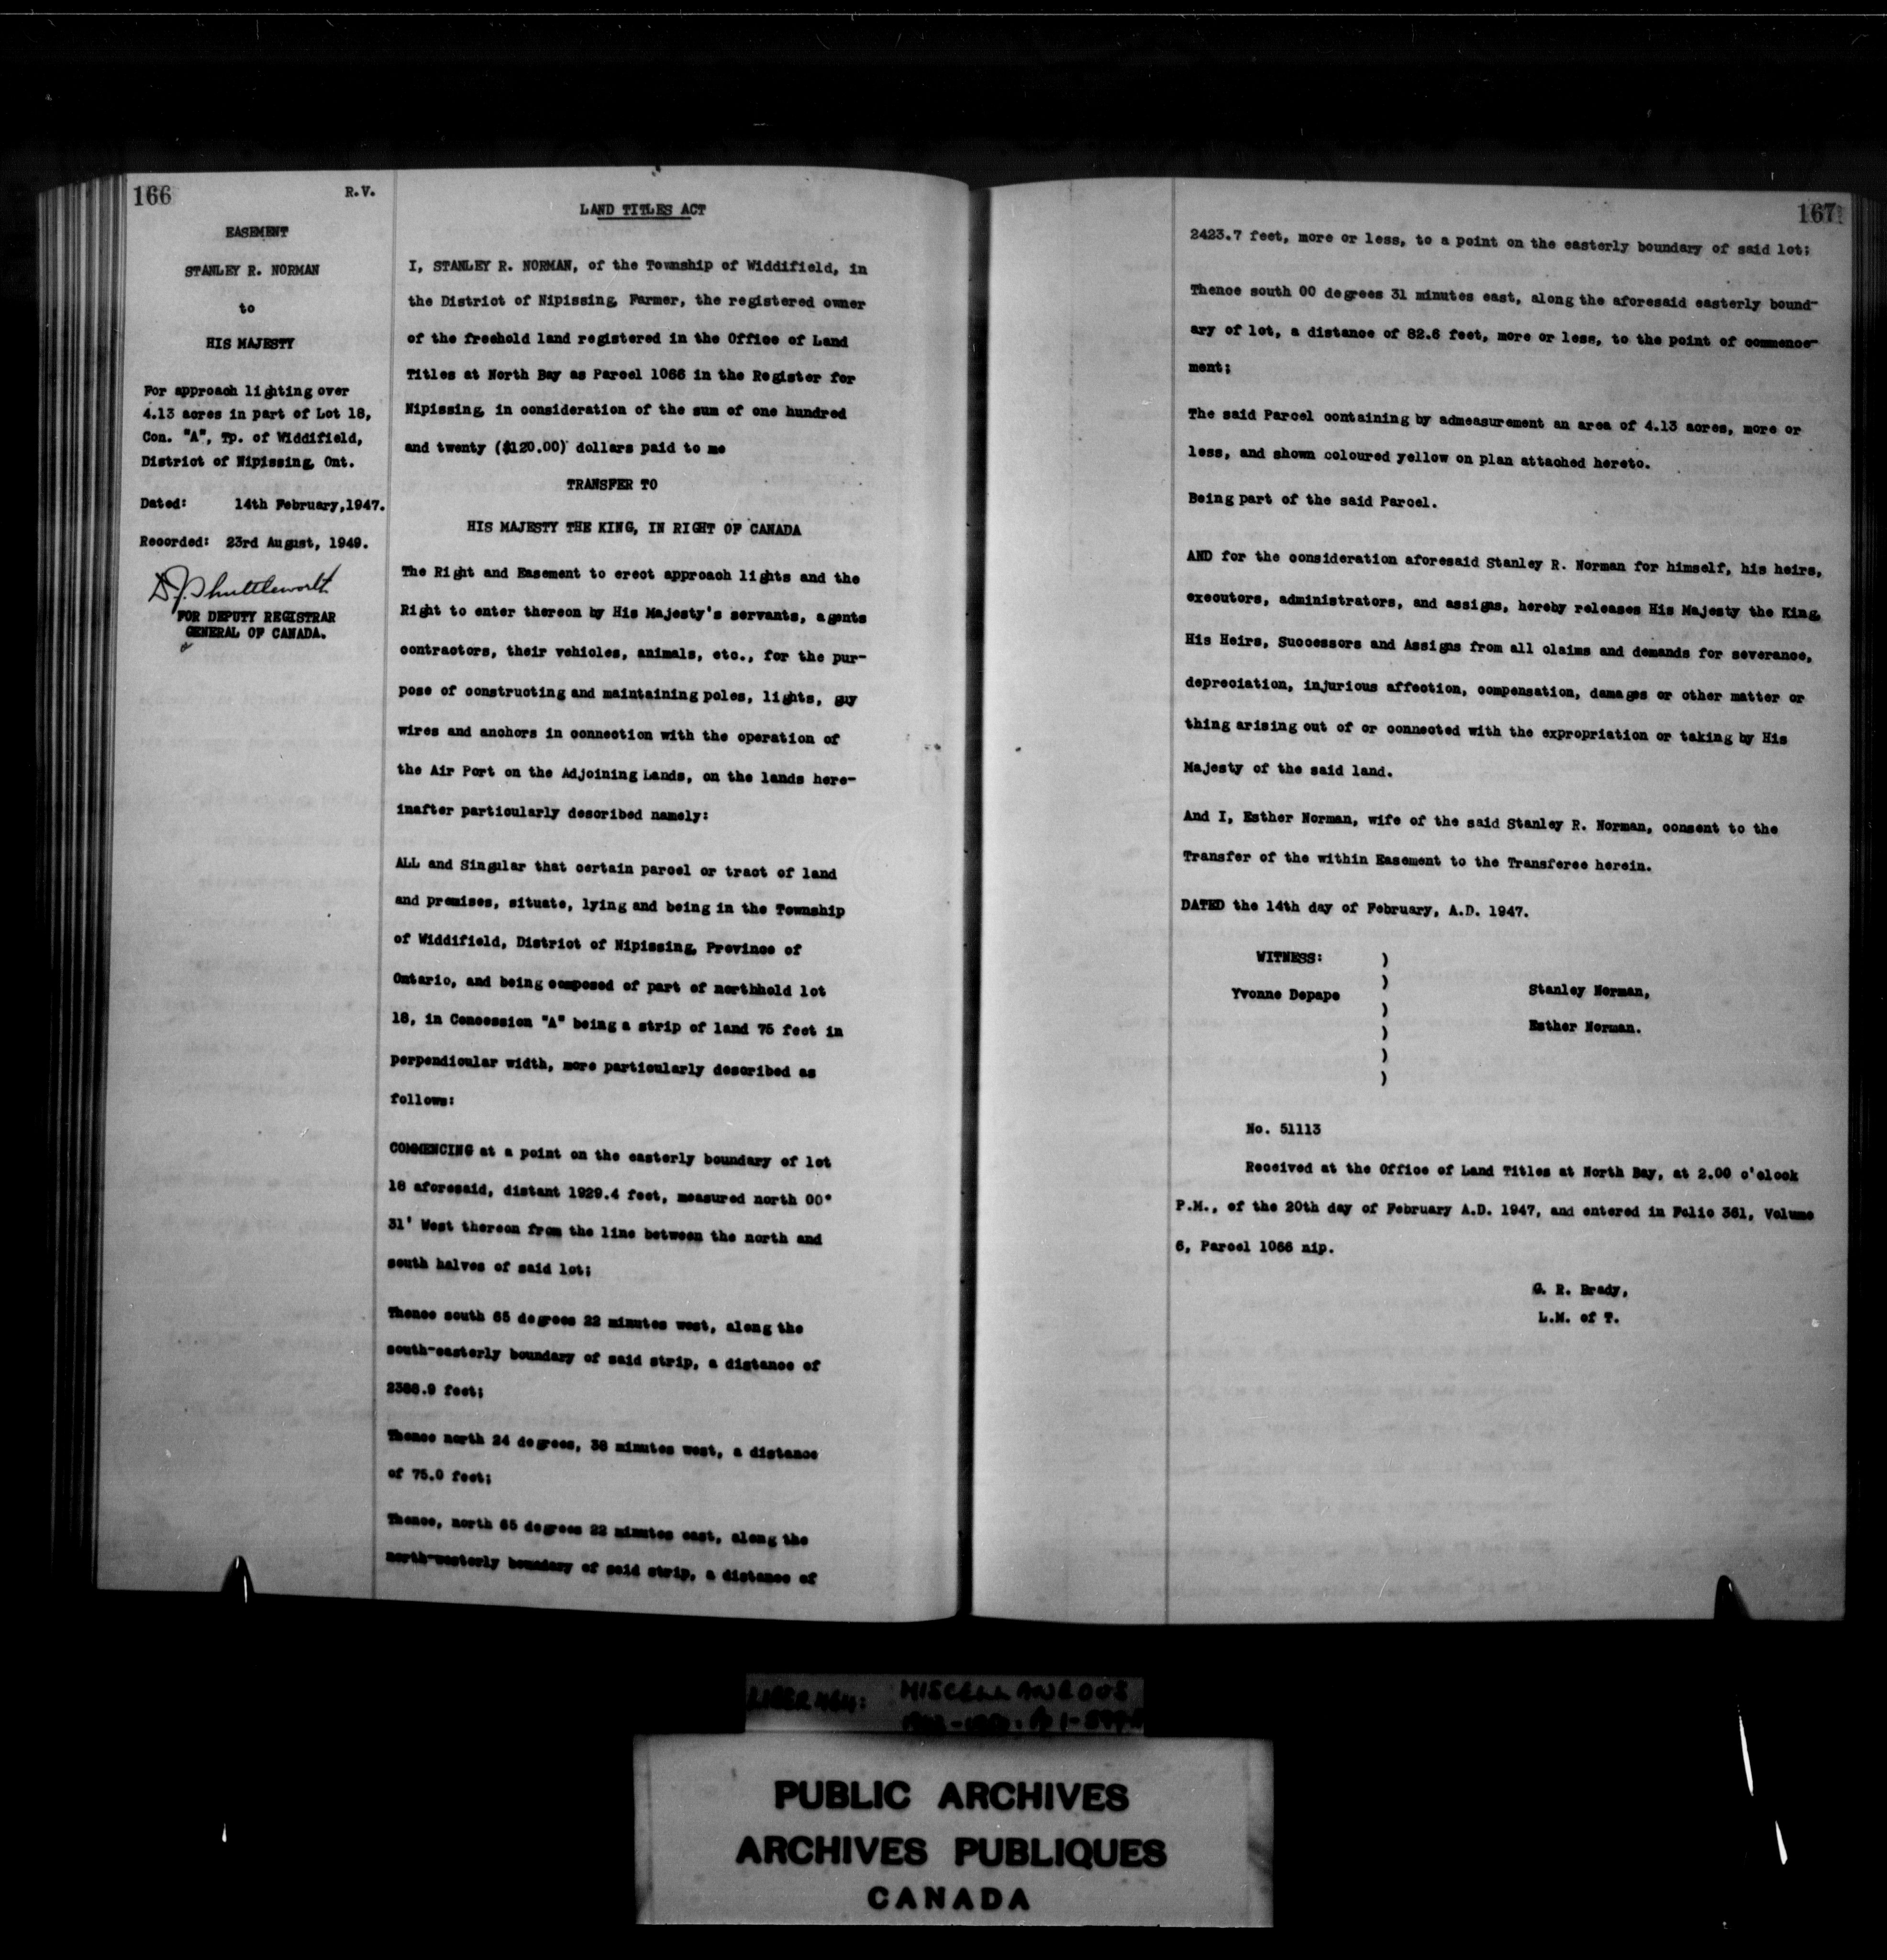 166
R.V.
EASEMENT
STANLEY R. NORMAN
to
HIS MAJESTY
For approach lighting over
4.13 acres in part of Lot 18,
Con. "A", Tp. of Widdifield,
District of Nipissing, Ont.
Dated: 14th February,1947.
Recorded: 23rd August, 1949.
D.J. Shuttleworth
FOR DEPUTY REGISTRAR
GENERAL OF CANADA.
LAND TITLES ACT
I, STANLEY R. NORMAN, of the Township of Widdifield, in
the District of Nipissing, Farmer, the registered owner
of the freehold land registered in the Office of Land
Titles at North Bay as Parcel 1066 in the Register for
Nipissing, in consideration of the sum of one hundred
and twenty ($120.00) dollars paid to me
TRANSFER TO
HIS MAJESTY THE KING, IN RIGHT OF CANADA
The Right and Easement to erect approach lights and the
Right to enter thereon by His Majesty's servants, agents
contractors, their vehicles, animals, etc., for the pur-
pose of constructing and maintaining poles, lights, guy
wires and anchors in connection with the operation of
the Air Port on the Adjoining Lands, on the lands here-
inafter particularly described namely:
ALL and Singular that certain parcel or tract of land
and premises, situate, lying and being in the Township
of Widdifield, District of Nipissing, Province of
Ontario, and being composed of part of northhold lot
18, in Concession "A" being a strip of land 75 feet in
perpendicular width, more particularly described as
follows:
COMMENCING at a point on the easterly boundary of lot
18 aforesaid, distant 1929.4 feet, measured north 00°
31' West thereon from the line between the north and
south halves of said lot;
Thence south 65 degrees 22 minutes west, along the
south-easterly boundary of said strip, a distance of
2388.9 feet;
Thence north 24 degrees, 38 minutes west, a distance
of 75.0 feet;
Thence, north 65 degrees 22 minutes east, along the
north-westerly boundary of said strip, a distance of
167
2423.7 feet, more or less, to a point on the easterly boundary of said lot;
Thence south 00 degrees 31 minutes east, along the aforesaid easterly bound-
ary of lot, a distance of 82.6 feet, more or less, to the point of commence-
ment;
The said Parcel containing by admeasurement an area of 4.13 acres, more or
less, and shown coloured yellow on plan attached hereto.
Being part of the said Parcel.
AND for the consideration aforesaid Stanley R. Norman for himself, his heirs,
executors, administrators, and assigns, hereby releases His Majesty the King,
His Heirs, Successors and Assigns from all claims and demands for severance,
depreciation, injurious affection, compensation, damages or other matter or
thing arising out of or connected with the expropriation or taking by His
Majesty of the said land.
And I, Esther Norman, wife of the said Stanley R. Norman, consent to the
Transfer of the within Easement to the Transferee herein.
DATED the 14th day of February, A.D. 1947.
WITNESS: )
)
Yvonne Depape Stanley Norman,
)
) Esther Norman.
)
)
No. 51113
Received at the Office of Land Titles at North Bay, at 2.00 o'clock
P.M., of the 20th day of February A.D. 1947, and entered in Folio 361, Volume
6, Parcel 1066 nip.
G. R. Brady,
L.M. of T.
LIBER 464: MISCELLANEOUS
PUBLIC ARCHIVES
ARCHIVES PUBLIQUES
CANADA